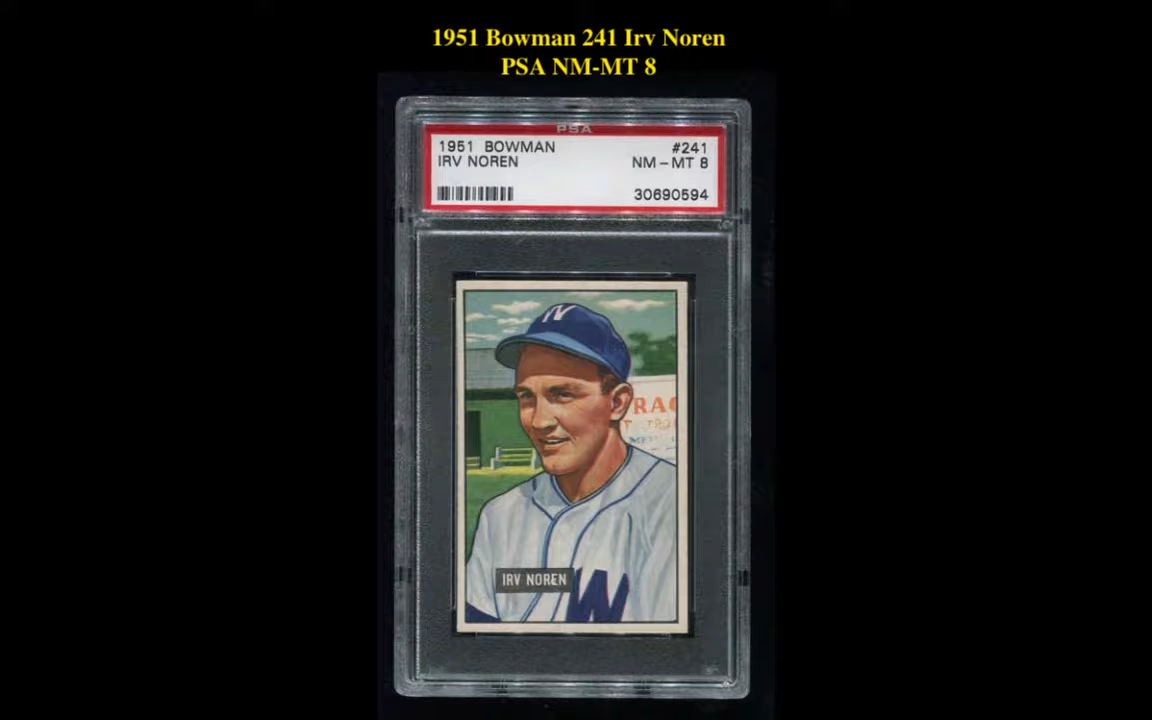 1951 Bowman 241 Irv Noren
PSA NM-MT 8
PSA
1951 BOWMAN #241
IRV NOREN NM-MT 8
30690594
W
RAC
IRV NOREN
W